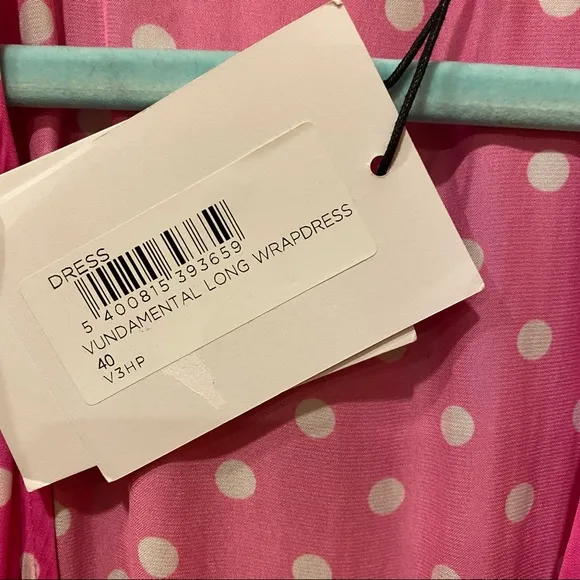 DRESS
5 400815 393659
VUNDAMENTAL LONG WRAPDRESS
40
V3HP